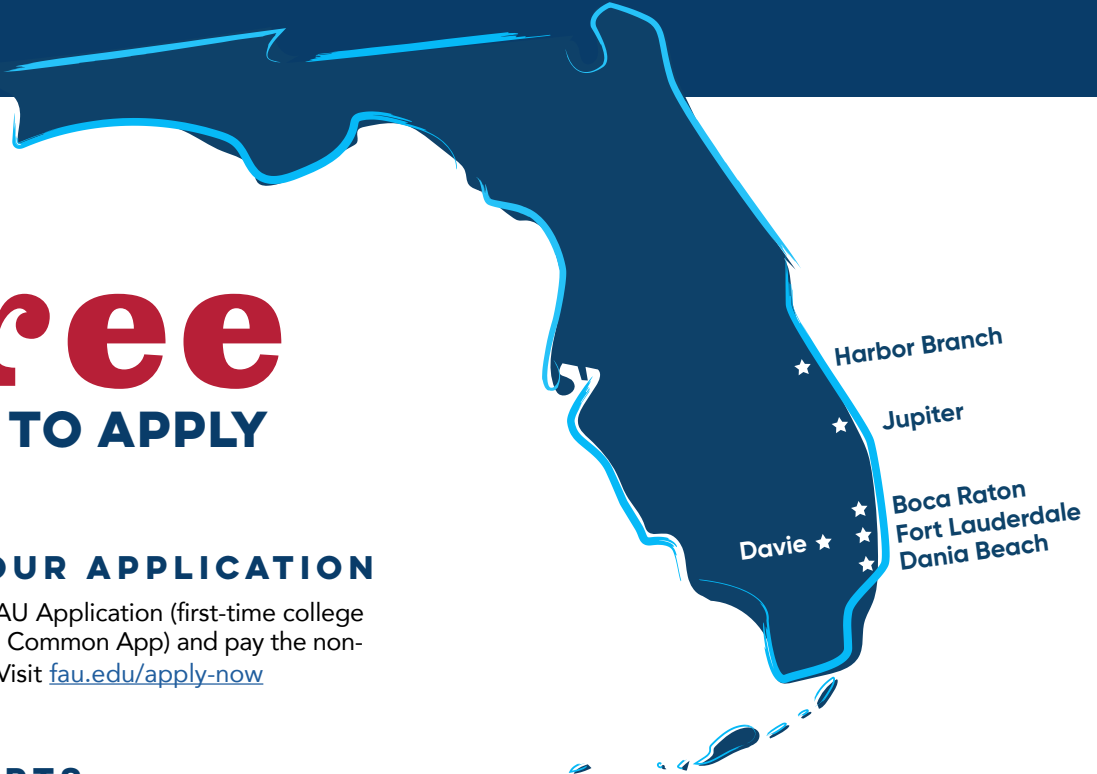 ree
TO APPLY
OUR APPLICATION
AU Application (first-time college
Common App) and pay the non-
Visit fau.edu/apply-now
Harbor Branch
Jupiter
Boca Raton
Fort Lauderdale
Dania Beach
Davie